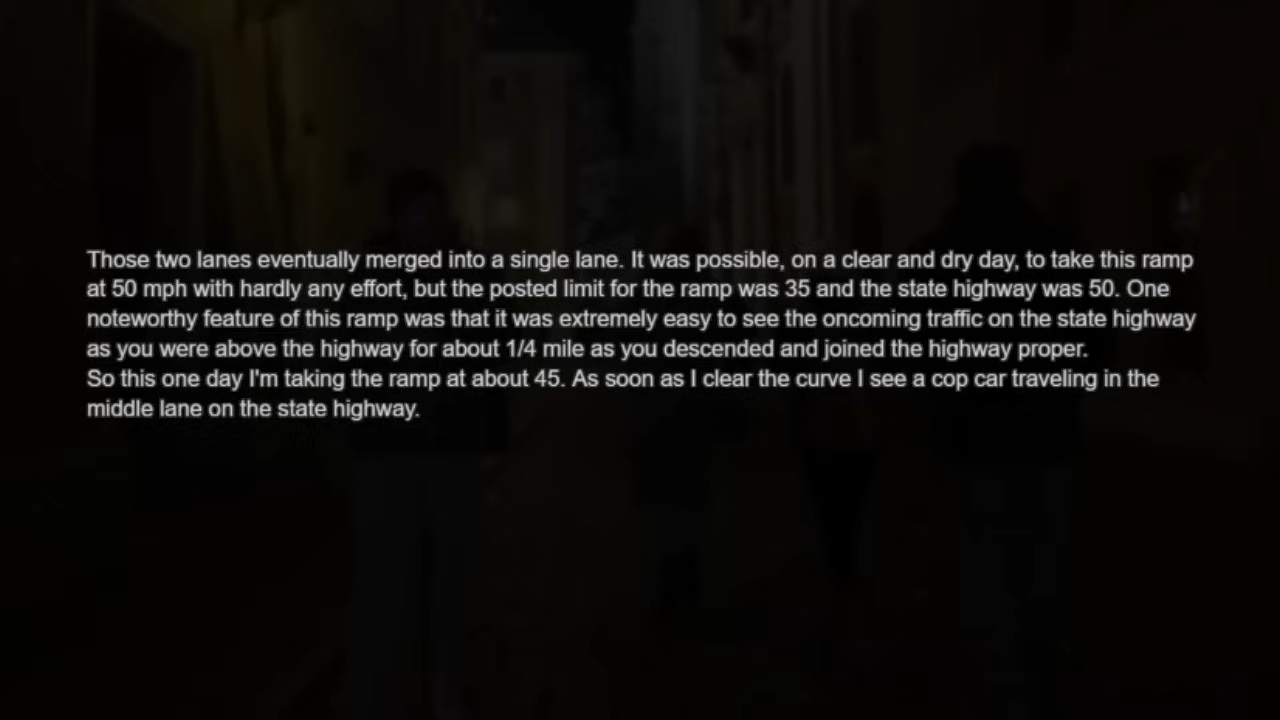 Those two lanes eventually merged into a single lane. It was possible, on a clear and dry day, to take this ramp
at 50 mph with hardly any effort, but the posted limit for the ramp was 35 and the state highway was 50. One
noteworthy feature of this ramp was that it was extremely easy to see the oncoming traffic on the state highway
as you were above the highway for about 1/4 mile as you descended and joined the highway proper.
So this one day I'm taking the ramp at about 45. As soon as I clear the curve I see a cop car traveling in the
middle lane on the state highway.